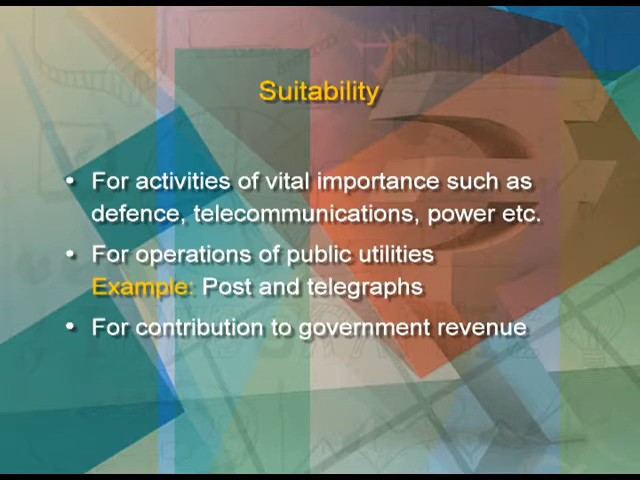 Suitability
• For activities of vital importance such as
defence, telecommunications, power etc.
• For operations of public utilities
Example: Post and telegraphs
• For contribution to government revenue